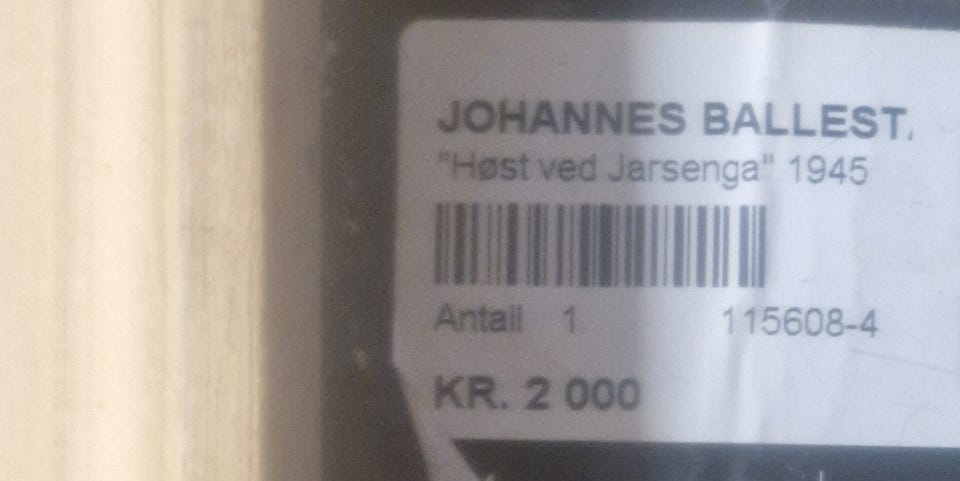 JOHANNES BALLEST
"Høst ved Jarsenga" 1945
Antall 1 115608-4
KR. 2 000